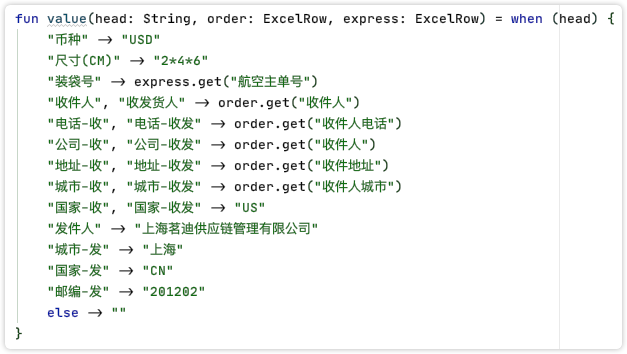 fun value(head: String, order: ExcelRow, express: ExcelRow) = when (head) {
    "币种" -> "USD"
    "尺寸(CM)" -> "2*4*6"
    "装袋号" -> express.get("航空主单号")
    "收件人", "收发货人" -> order.get("收件人")
    "电话-收", "电话-收发" -> order.get("收件人电话")
    "公司-收", "公司-收发" -> order.get("收件人")
    "地址-收", "地址-收发" -> order.get("收件地址")
    "城市-收", "城市-收发" -> order.get("收件人城市")
    "国家-收", "国家-收发" -> "US"
    "发件人" -> "上海茗迪供应链管理有限公司"
    "城市-发" -> "上海"
    "国家-发" -> "CN"
    "邮编-发" -> "201202"
    else -> ""
}